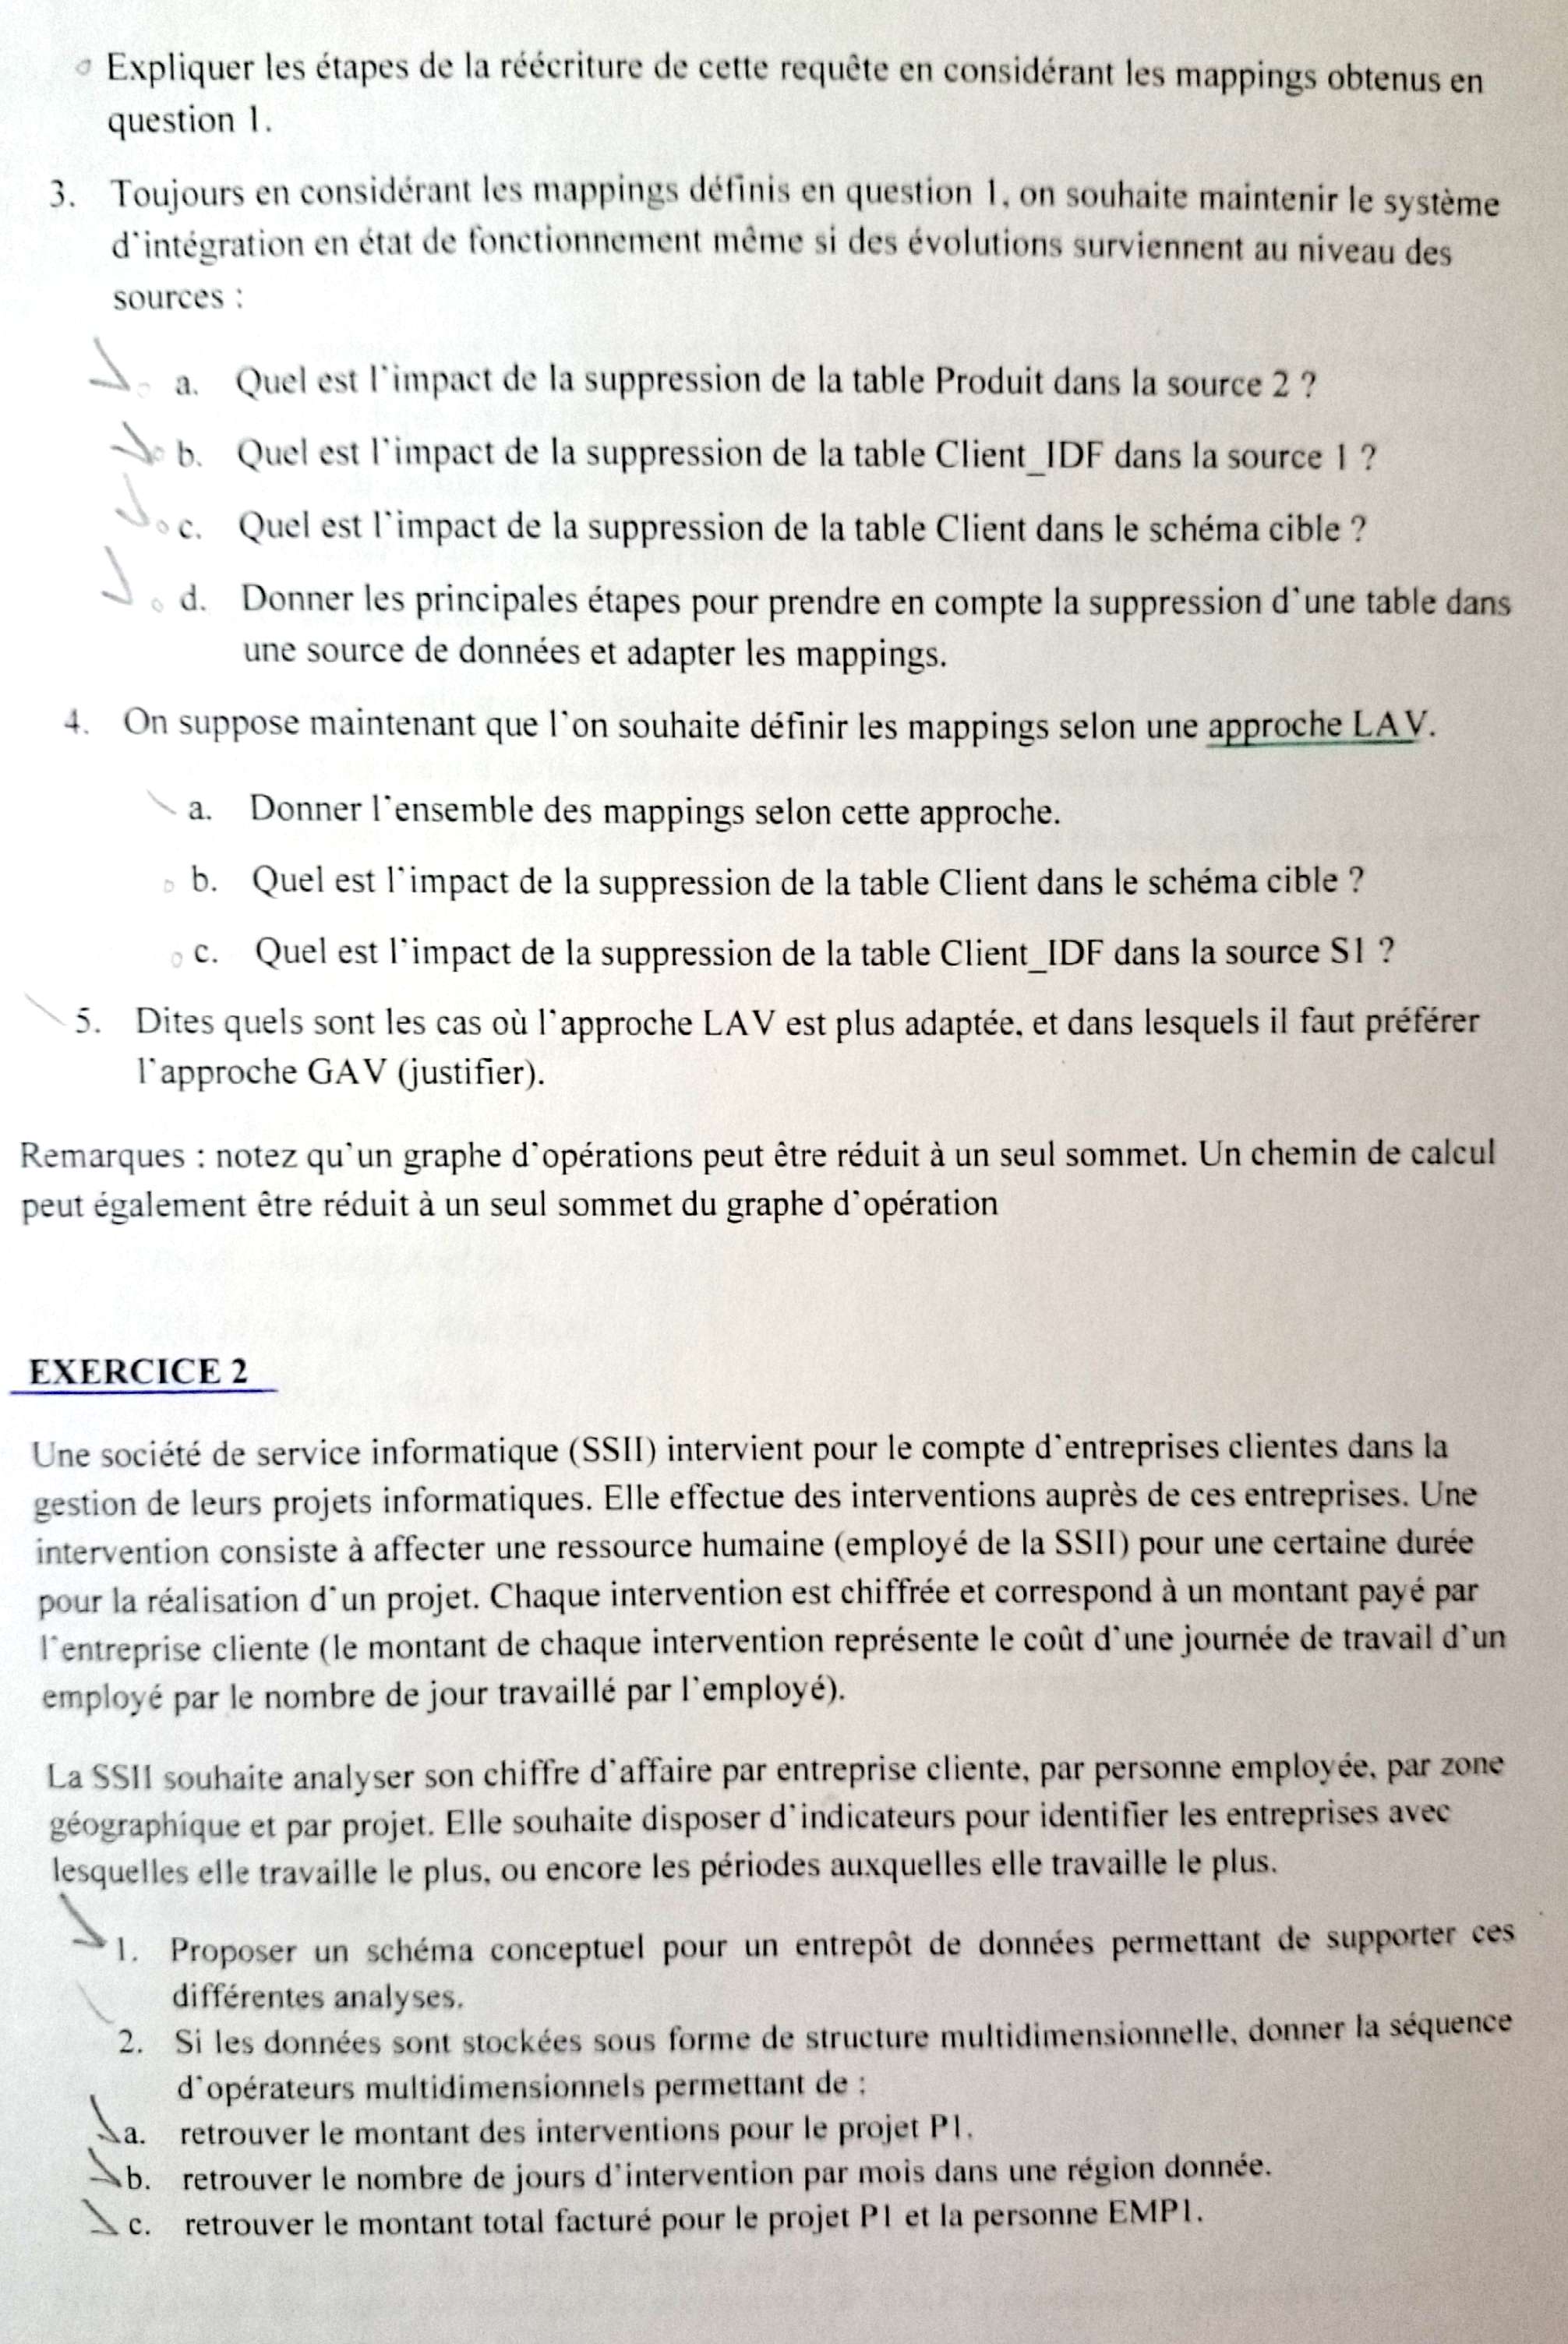 Expliquer les étapes de la réécriture de cette requête en considérant les mappings obtenus en
question 1.
3. Toujours en considérant les mappings définis en question 1, on souhaite maintenir le système
d'intégration en état de fonctionnement même si des évolutions surviennent au niveau des
sources :
a. Quel est l'impact de la suppression de la table Produit dans la source 2 ?
b. Quel est l'impact de la suppression de la table Client_IDF dans la source 1 ?
c. Quel est l'impact de la suppression de la table Client dans le schéma cible ?
d. Donner les principales étapes pour prendre en compte la suppression d'une table dans
une source de données et adapter les mappings.
4. On suppose maintenant que l'on souhaite définir les mappings selon une approche LAV.
a. Donner l'ensemble des mappings selon cette approche.
b. Quel est l'impact de la suppression de la table Client dans le schéma cible ?
c. Quel est l'impact de la suppression de la table Client_IDF dans la source S1 ?
5. Dites quels sont les cas où l'approche LAV est plus adaptée, et dans lesquels il faut préférer
l'approche GAV (justifier).
Remarques : notez qu'un graphe d'opérations peut être réduit à un seul sommet. Un chemin de calcul
peut également être réduit à un seul sommet du graphe d'opération
EXERCICE 2
Une société de service informatique (SSII) intervient pour le compte d'entreprises clientes dans la
gestion de leurs projets informatiques. Elle effectue des interventions auprès de ces entreprises. Une
intervention consiste à affecter une ressource humaine (employé de la SSII) pour une certaine durée
pour la réalisation d'un projet. Chaque intervention est chiffrée et correspond à un montant payé par
l'entreprise cliente (le montant de chaque intervention représente le coût d'une journée de travail d'un
employé par le nombre de jour travaillé par l'employé).
La SSII souhaite analyser son chiffre d'affaire par entreprise cliente, par personne employée, par zone
géographique et par projet. Elle souhaite disposer d'indicateurs pour identifier les entreprises avec
lesquelles elle travaille le plus, ou encore les périodes auxquelles elle travaille le plus.
1. Proposer un schéma conceptuel pour un entrepôt de données permettant de supporter ces
différentes analyses.
2. Si les données sont stockées sous forme de structure multidimensionnelle, donner la séquence
d'opérateurs multidimensionnels permettant de :
a. retrouver le montant des interventions pour le projet P1.
b. retrouver le nombre de jours d'intervention par mois dans une région donnée.
c. retrouver le montant total facturé pour le projet P1 et la personne EMP1.